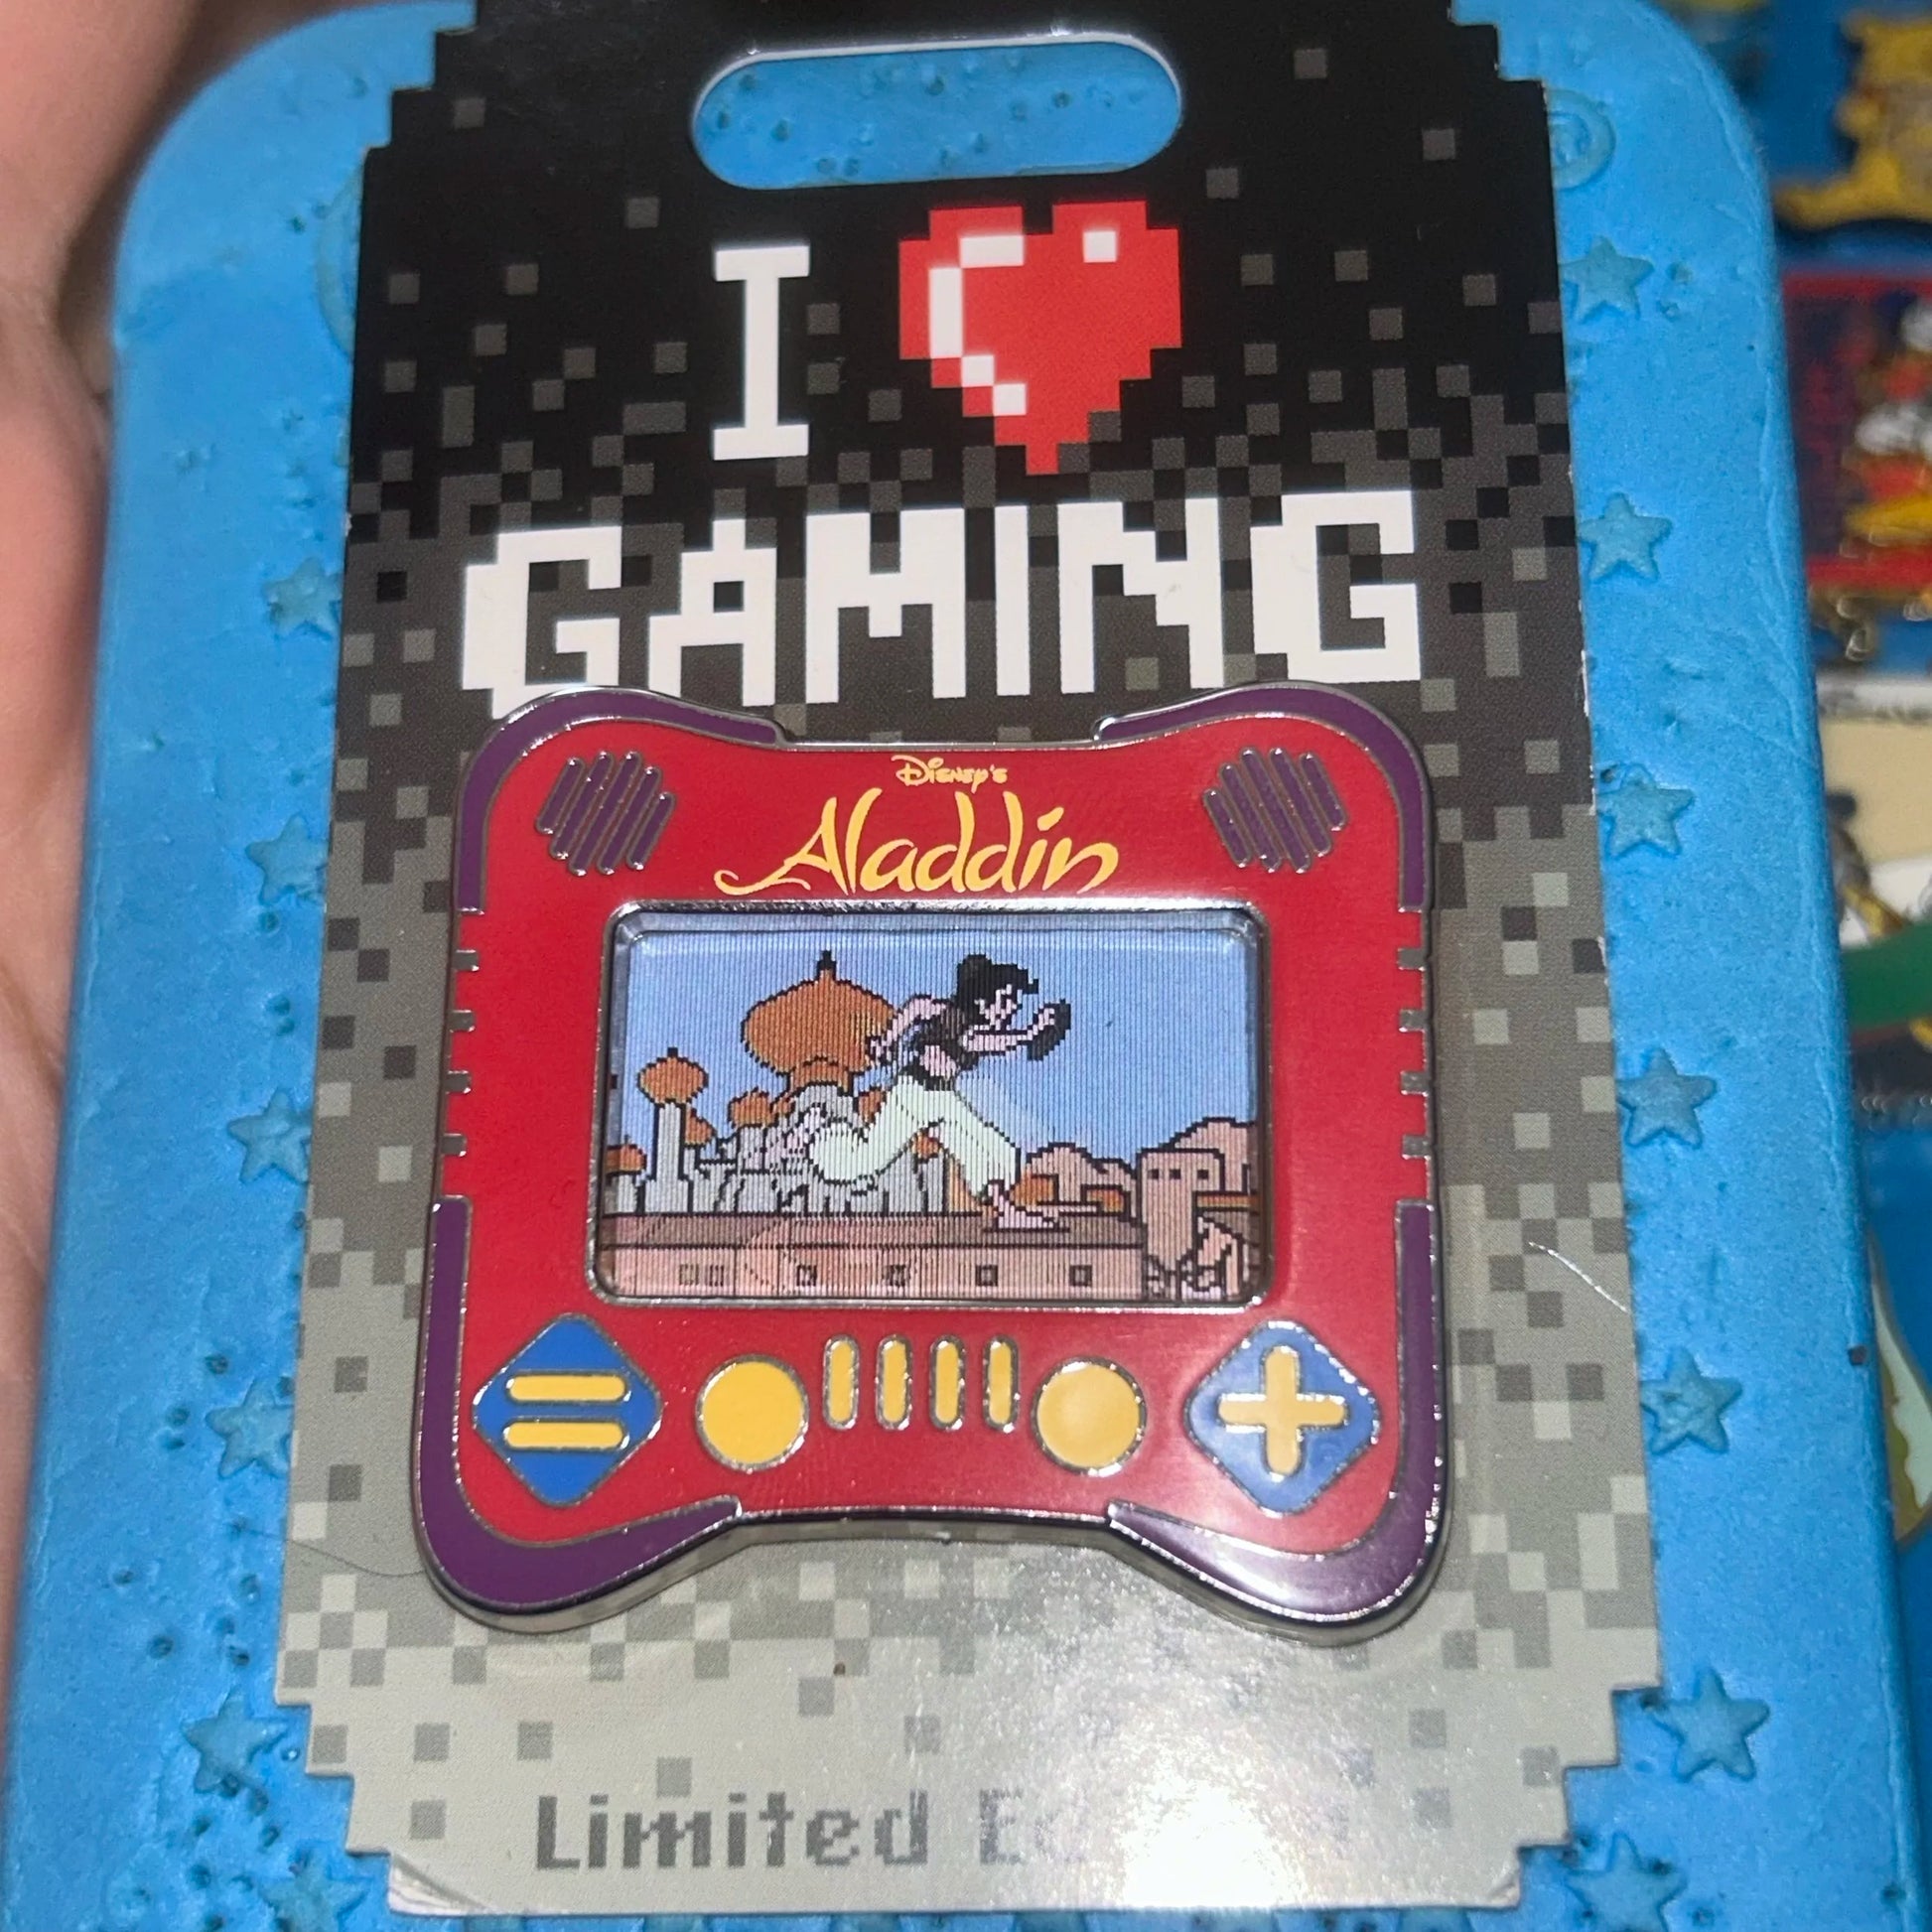 I
GAMING
Disney's
Aladdin
Limited